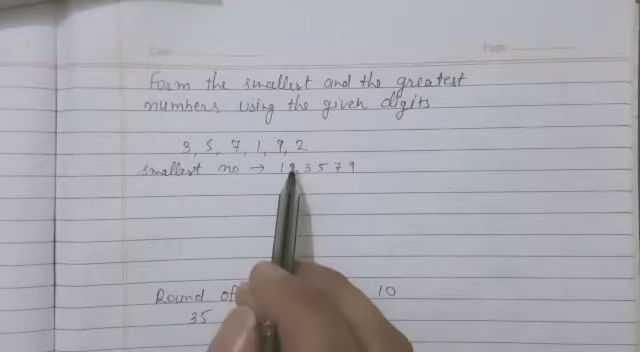 Form the smallest and the greatest
numbers using the given digits
3, 5, 7, 1, 9, 2
smallest no → 1 2 3 5 7 9
Round of 10
35